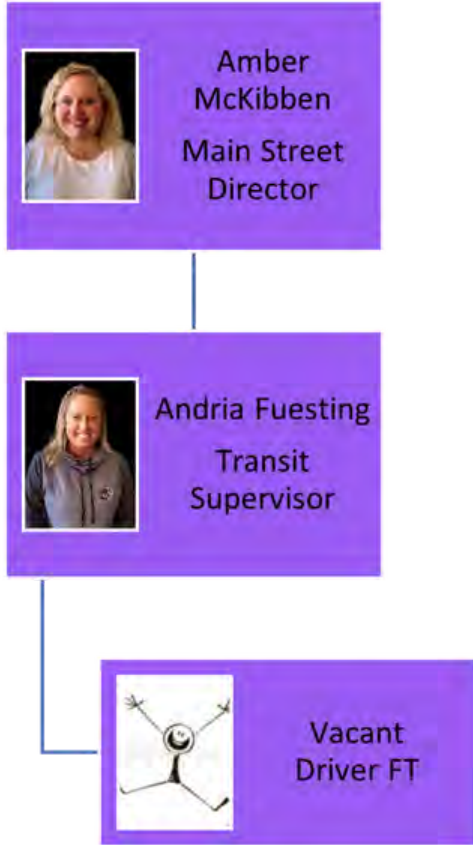 Amber
McKibben
Main Street
Director
Andria Fuesting
Transit
Supervisor
Vacant
Driver FT